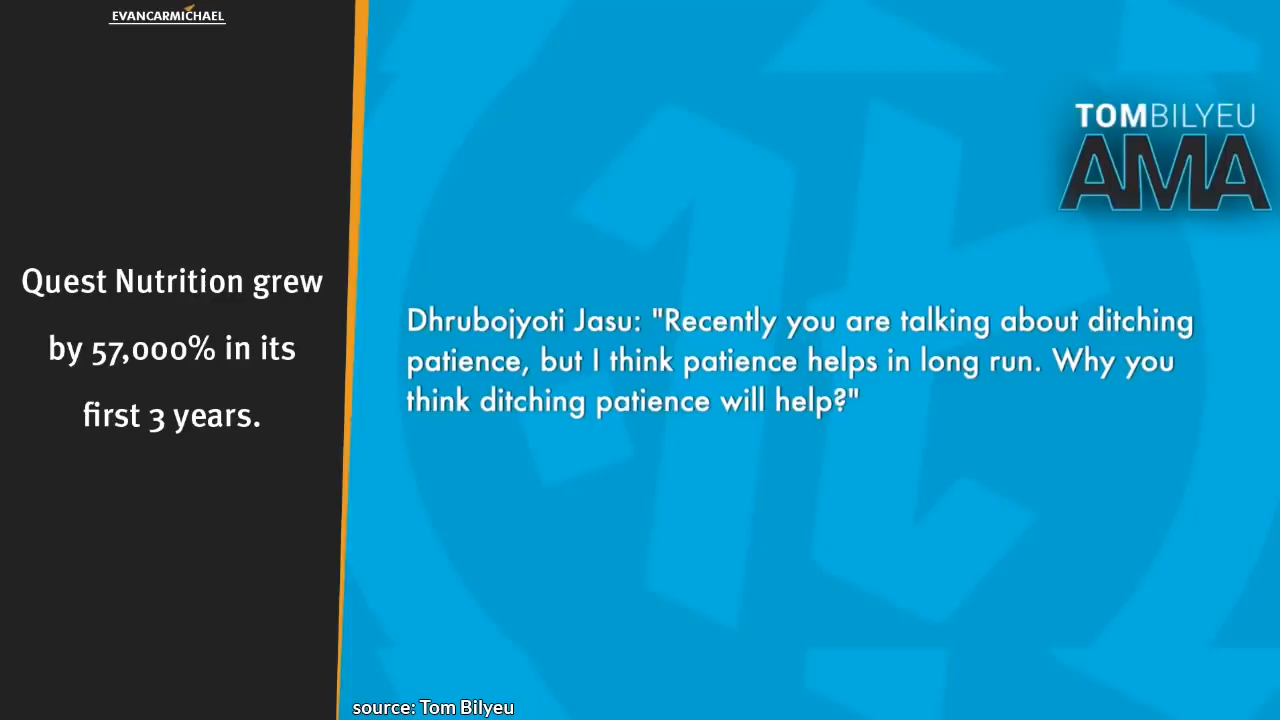 EVANCARMICHAEL
Quest Nutrition grew
by 57,000% in its
first 3 years.
TOMBILYEU
AMA
Dhrubojyoti Jasu: "Recently you are talking about ditching
patience, but I think patience helps in long run. Why you
think ditching patience will help?"
source: Tom Bilyeu